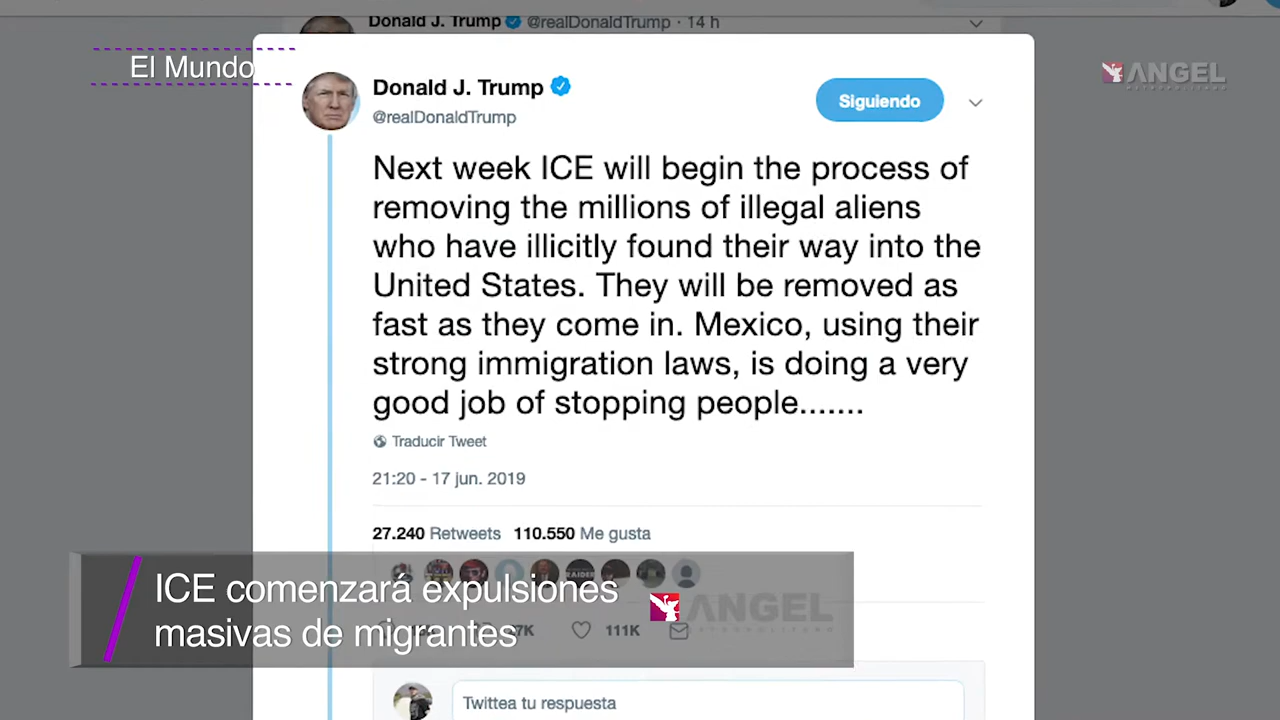 Donald J. Trump @realDonaldTrump · 14 h
El Mundo
ANGEL
METROPOLITANO
Donald J. Trump
@realDonaldTrump
Siguiendo
Next week ICE will begin the process of
removing the millions of illegal aliens
who have illicitly found their way into the
United States. They will be removed as
fast as they come in. Mexico, using their
strong immigration laws, is doing a very
good job of stopping people.......
Traducir Tweet
21:20 - 17 jun. 2019
27.240 Retweets 110.550 Me gusta
ICE comenzará expulsiones
masivas de migrantes
ANGEL
METROPOLITANO
111K
Twittea tu respuesta